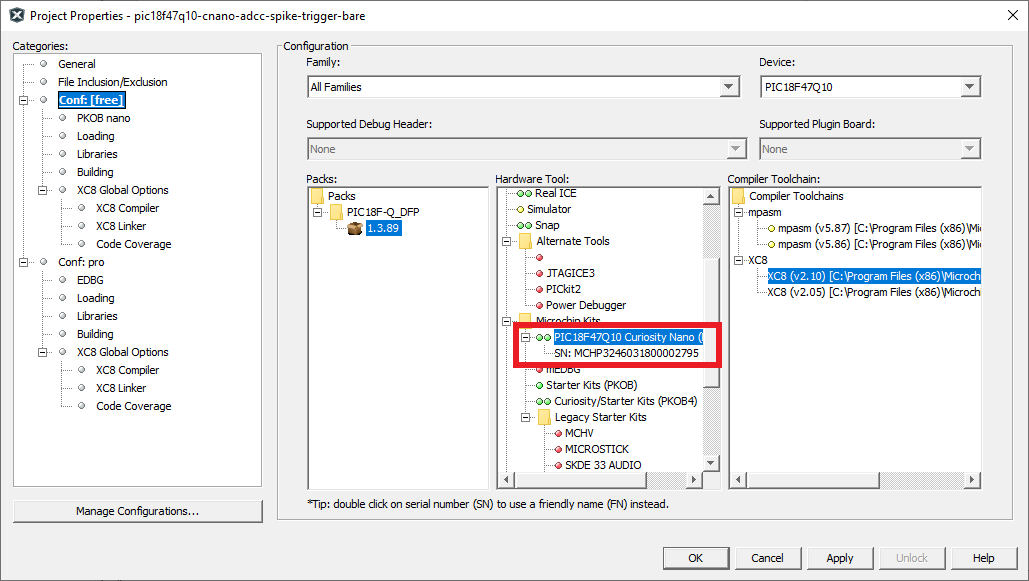 Project Properties - pic18f47q10-cnano-adcc-spike-trigger-bare
Categories:
General
File Inclusion/Exclusion
Conf: [free]
PKOB nano
Loading
Libraries
Building
XC8 Global Options
XC8 Compiler
XC8 Linker
Code Coverage
Conf: pro
EDBG
Loading
Libraries
Building
XC8 Global Options
XC8 Compiler
XC8 Linker
Code Coverage
Manage Configurations...
Configuration
Family:
All Families
Device:
PIC18F47Q10
Supported Debug Header:
None
Supported Plugin Board:
None
Packs:
Packs
PIC18F-Q_DFP
1.3.89
Hardware Tool:
Real ICE
Simulator
Snap
Alternate Tools
JTAGICE3
PICkit2
Power Debugger
Microchip Kits
PIC18F47Q10 Curiosity Nano (
SN: MCHP3246031800002795
mEDBG
Starter Kits (PKOB)
Curiosity/Starter Kits (PKOB4)
Legacy Starter Kits
MCHV
MICROSTICK
SKDE 33 AUDIO
Compiler Toolchain:
Compiler Toolchains
mpasm
mpasm (v5.87) [C:\Program Files (x86)\Mi
mpasm (v5.86) [C:\Program Files (x86)\Mi
XC8
XC8 (v2.10) [C:\Program Files (x86)\Microch
XC8 (v2.05) [C:\Program Files (x86)\Microch
*Tip: double click on serial number (SN) to use a friendly name (FN) instead.
OK
Cancel
Apply
Unlock
Help